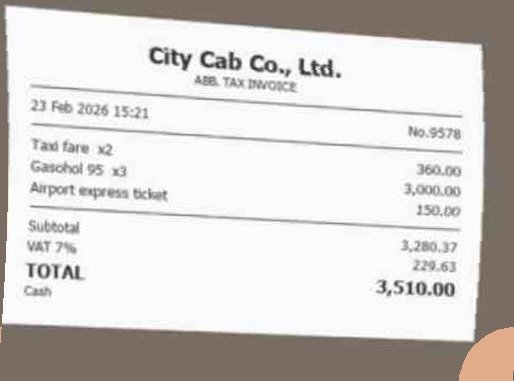 City Cab Co., Ltd.
ABB. TAX INVOICE
23 Feb 2026 15:21 No.9578
Taxi fare x2 360.00
Gasohol 95 x3 3,000.00
Airport express ticket 150.00
Subtotal 3,280.37
VAT 7% 229.63
TOTAL 3,510.00
Cash